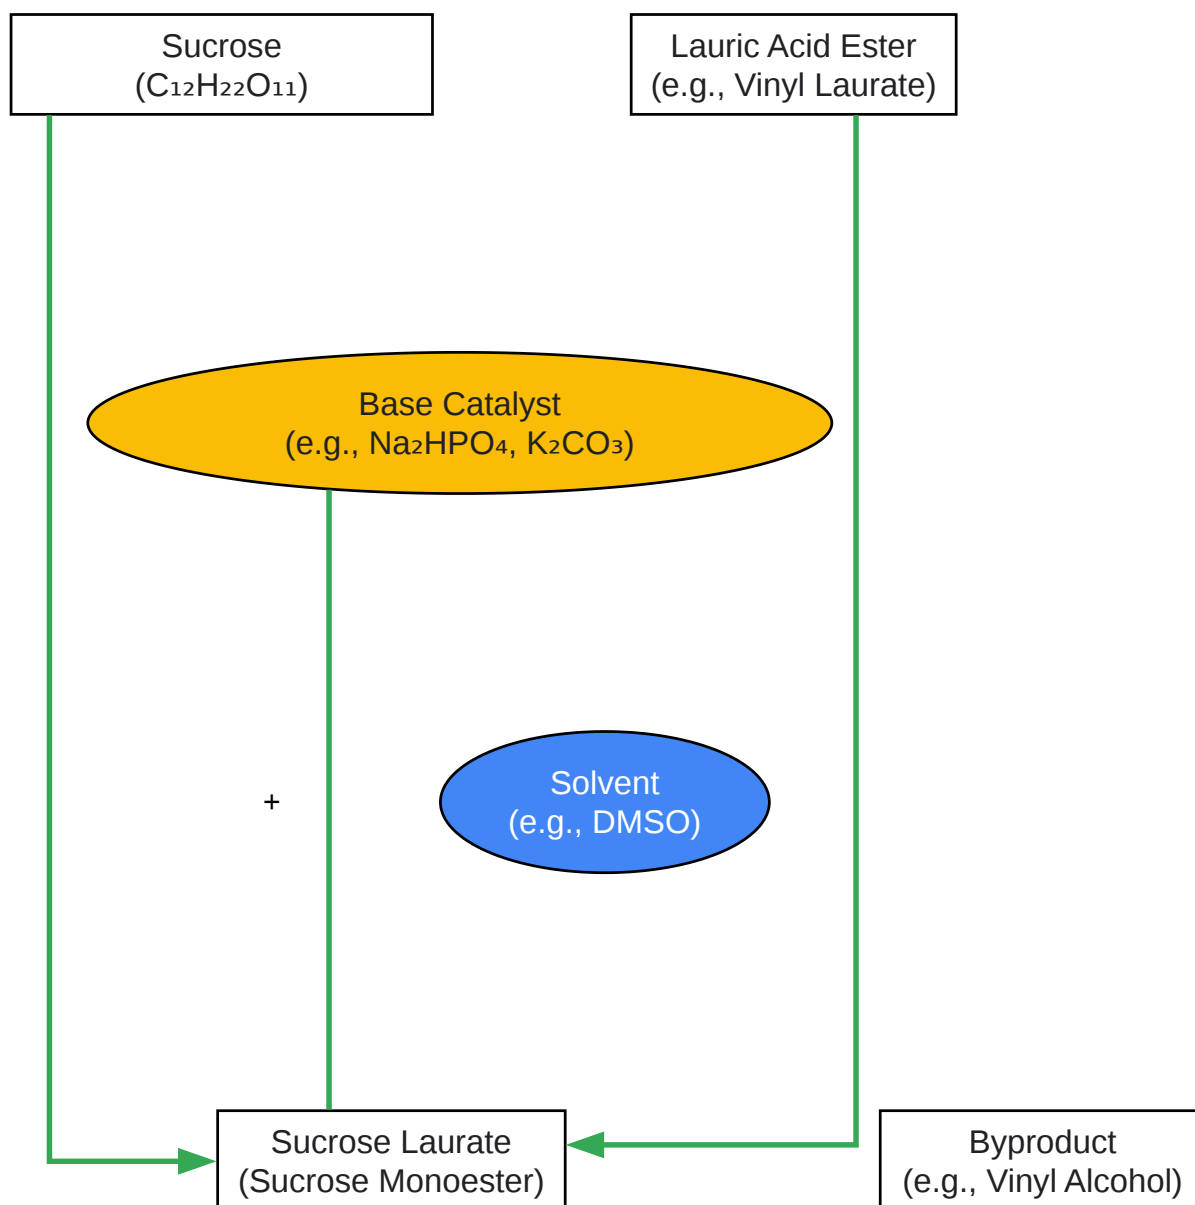 Sucrose
(C₁₂H₂₂O₁₁)
Lauric Acid Ester
(e.g., Vinyl Laurate)
Base Catalyst
(e.g., Na₂HPO₄, K₂CO₃)
Solvent
(e.g., DMSO)
+
Sucrose Laurate
(Sucrose Monoester)
Byproduct
(e.g., Vinyl Alcohol)